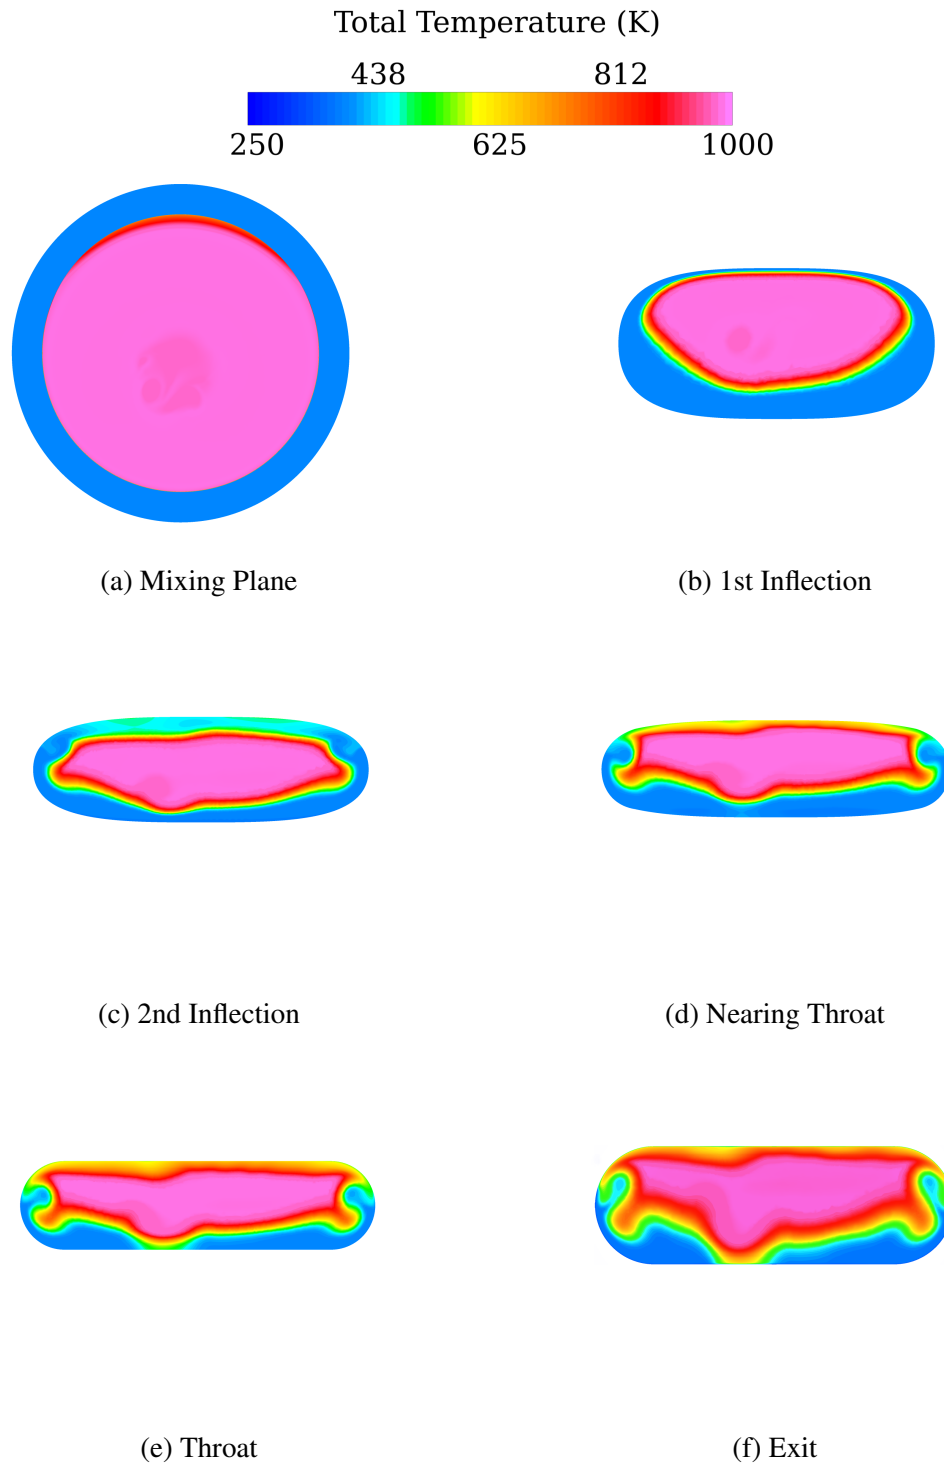 Total Temperature (K)
438 812
250 625 1000
(a) Mixing Plane
(b) 1st Inflection
(c) 2nd Inflection
(d) Nearing Throat
(e) Throat
(f) Exit